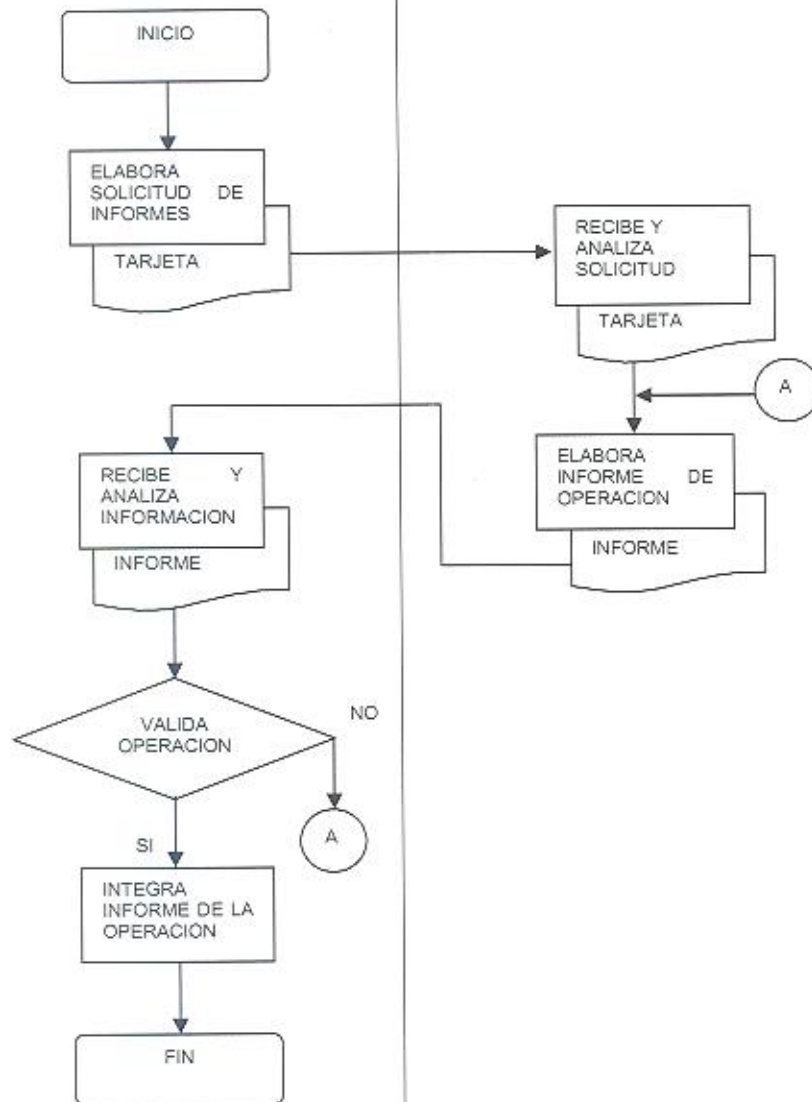 INICIO
ELABORA
SOLICITUD DE
INFORMES
TARJETA
RECIBE Y
ANALIZA
SOLICITUD
TARJETA
A
ELABORA
INFORME DE
OPERACION
INFORME
RECIBE Y
ANALIZA
INFORMACION
INFORME
VALIDA
OPERACION
NO
A
SI
INTEGRA
INFORME DE LA
OPERACION
FIN